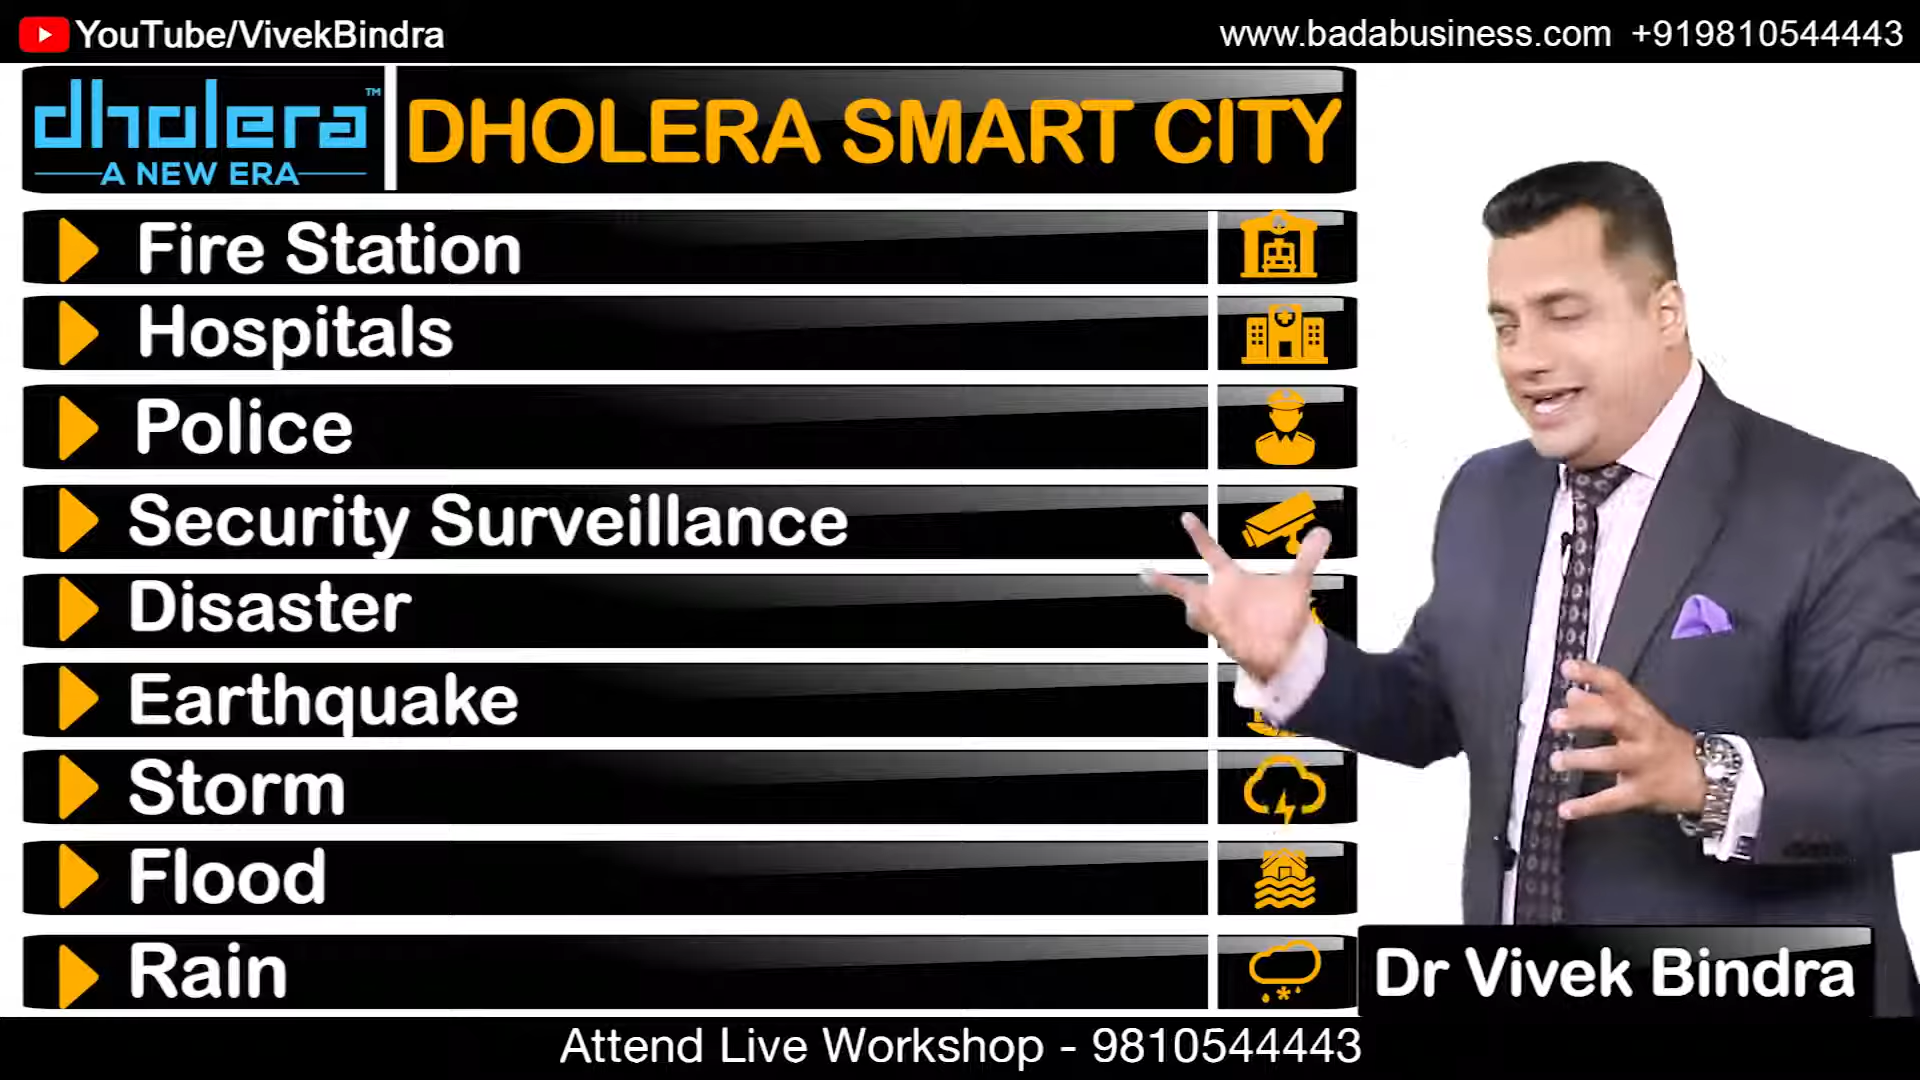 YouTube/VivekBindra
www.badabusiness.com +919810544443
dholera™
A NEW ERA
DHOLERA SMART CITY
Fire Station
Hospitals
Police
Security Surveillance
Disaster
Earthquake
Storm
Flood
Rain
Dr Vivek Bindra
Attend Live Workshop - 9810544443